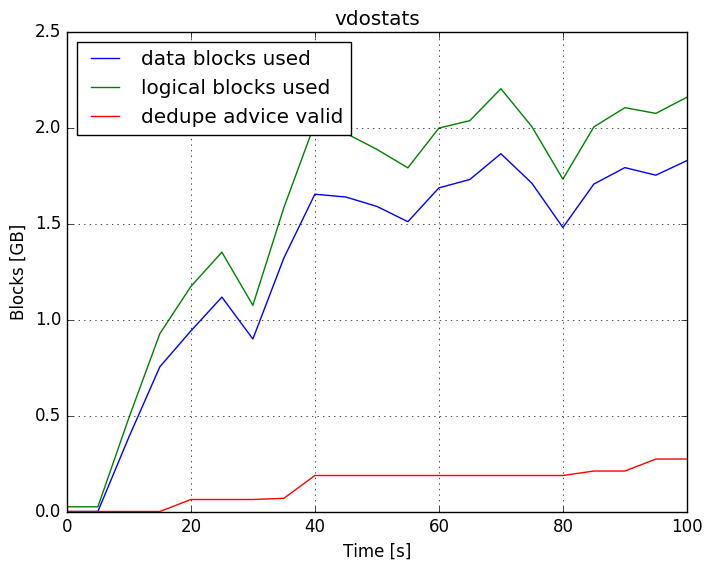 vdostats
data blocks used
logical blocks used
dedupe advice valid
Blocks [GB]
2.5
2.0
1.5
1.0
0.5
0.0
0 20 40 60 80 100
Time [s]